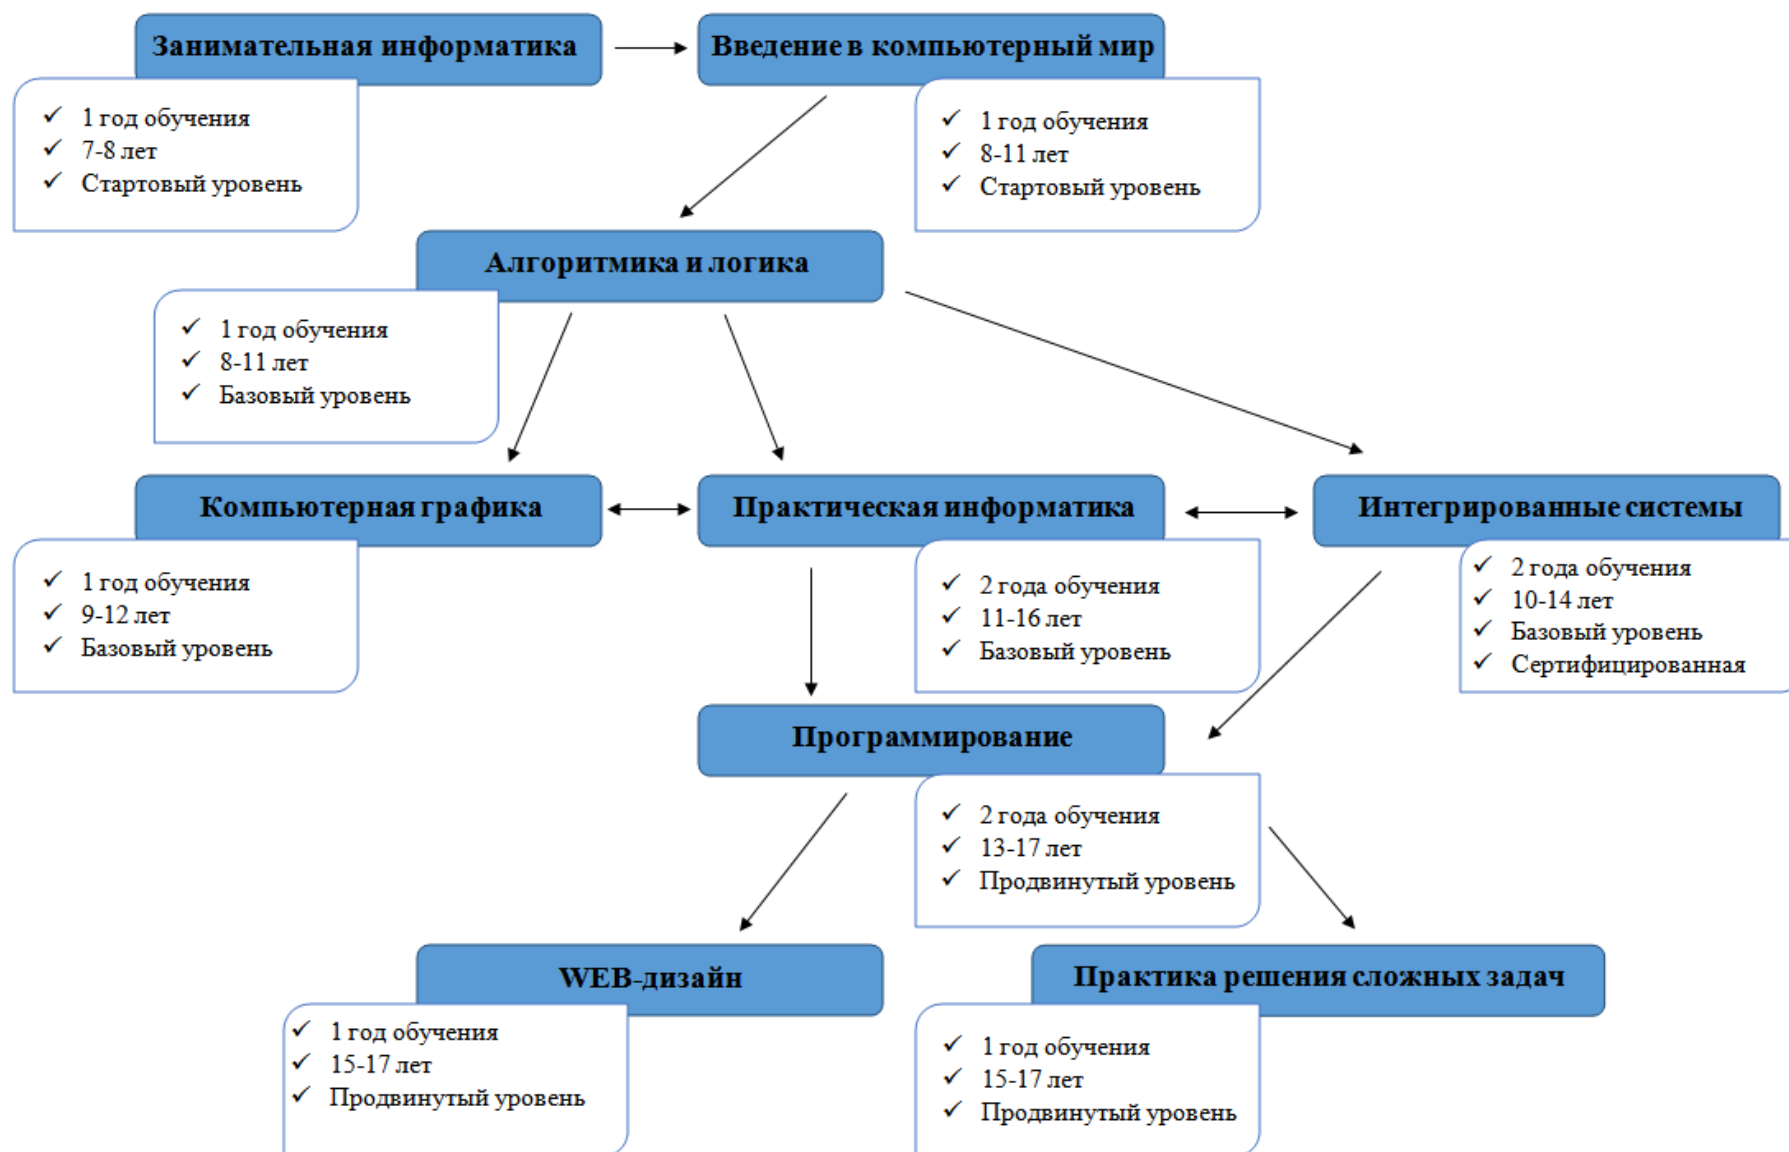 Занимательная информатика
Введение в компьютерный мир
1 год обучения
7-8 лет
Стартовый уровень
1 год обучения
8-11 лет
Стартовый уровень
Алгоритмика и логика
1 год обучения
8-11 лет
Базовый уровень
Компьютерная графика
Практическая информатика
Интегрированные системы
1 год обучения
9-12 лет
Базовый уровень
2 года обучения
11-16 лет
Базовый уровень
2 года обучения
10-14 лет
Базовый уровень
Сертифицированная
Программирование
2 года обучения
13-17 лет
Продвинутый уровень
WEB-дизайн
Практика решения сложных задач
1 год обучения
15-17 лет
Продвинутый уровень
1 год обучения
15-17 лет
Продвинутый уровень